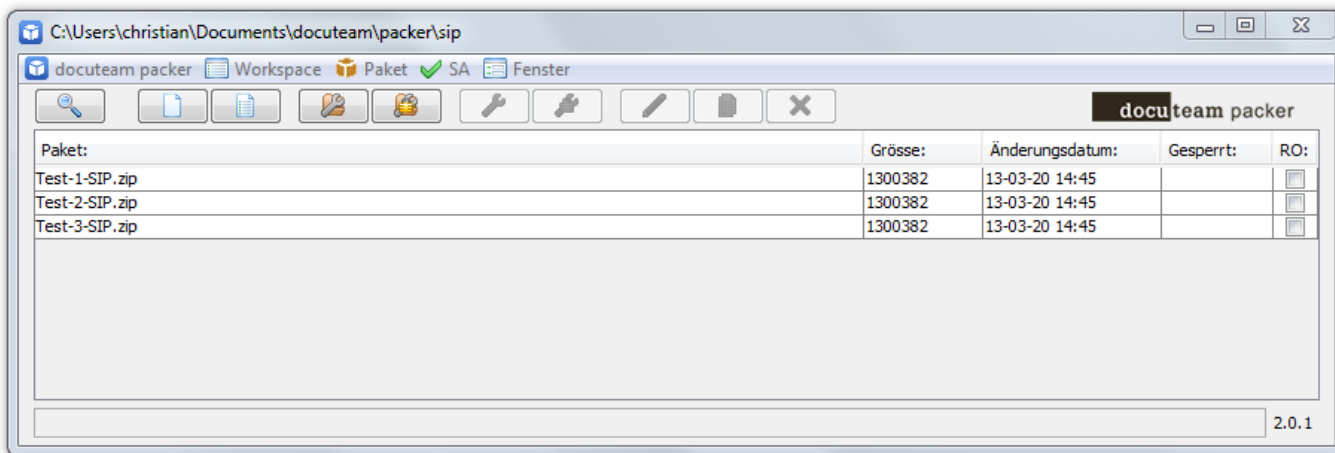 C:\Users\christian\Documents\docuteam\packer\sip
docuteam packer Workspace Paket SA Fenster
docuteam packer
Paket: Grösse: Änderungsdatum: Gesperrt: RO:
Test-1-SIP.zip 1300382 13-03-20 14:45
Test-2-SIP.zip 1300382 13-03-20 14:45
Test-3-SIP.zip 1300382 13-03-20 14:45
2.0.1